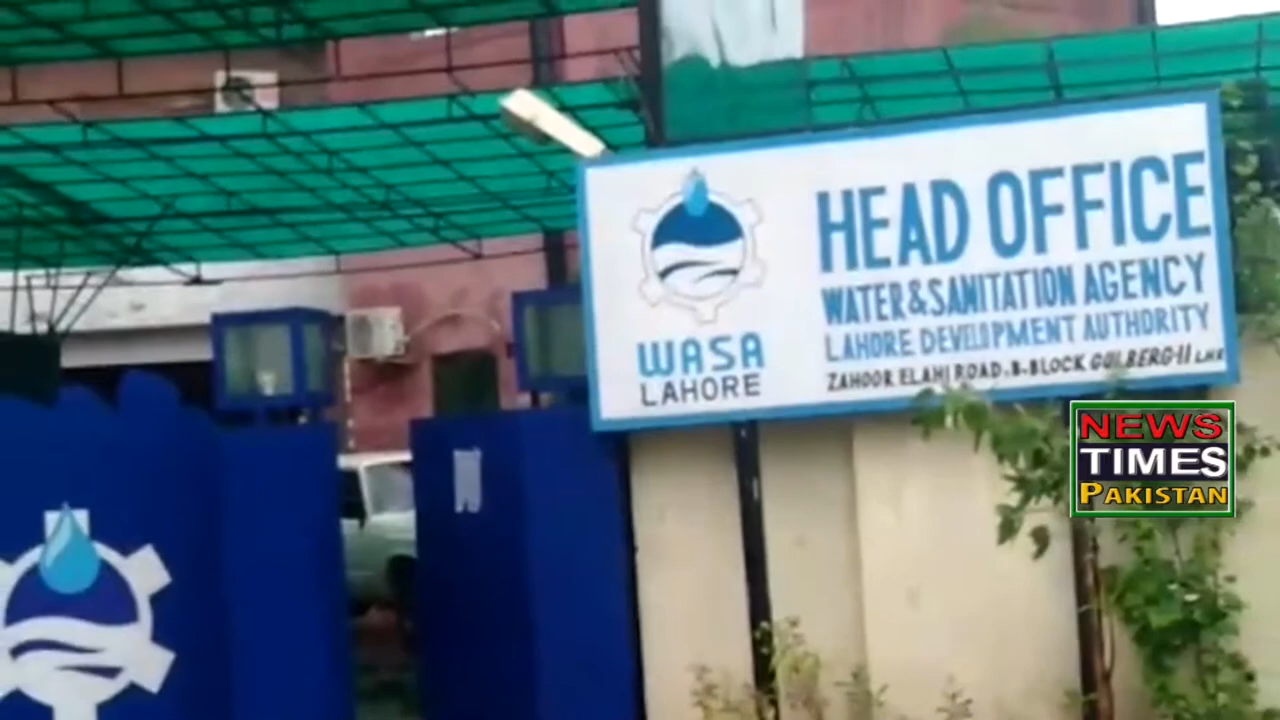 HEAD OFFICE
WATER & SANITATION AGENCY
LAHORE DEVELOPMENT AUTHORITY
ZAHOOR ELAHI ROAD, B-BLOCK GULBERG-II LHR
WASA
LAHORE
NEWS
TIMES
PAKISTAN